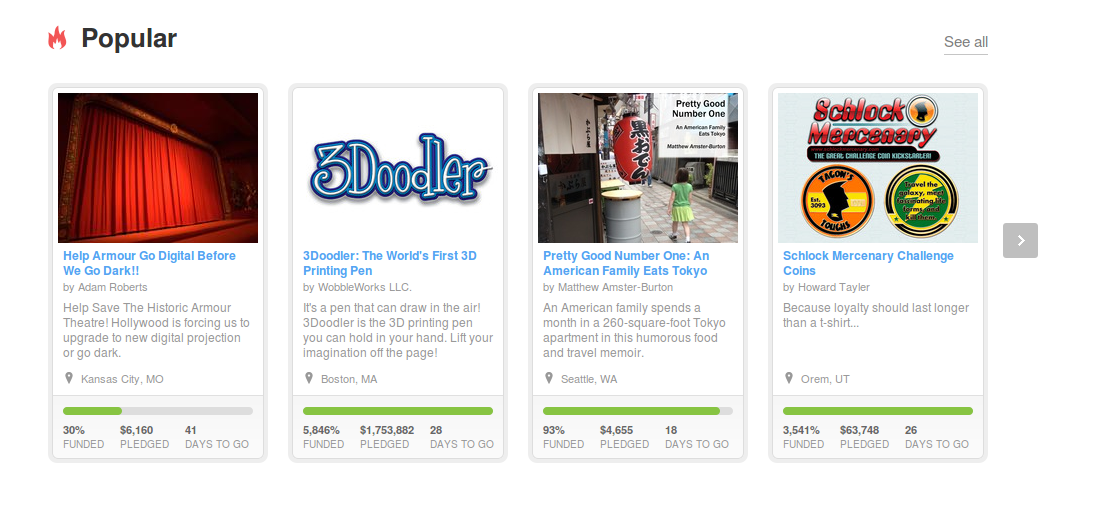 Popular
See all
Help Armour Go Digital Before
We Go Dark!!
by Adam Roberts
Help Save The Historic Armour
Theatre! Hollywood is forcing us to
upgrade to new digital projection
or go dark.
Kansas City, MO
30% $6,160 41
FUNDED PLEDGED DAYS TO GO
3Doodler
3Doodler: The World's First 3D
Printing Pen
by WobbleWorks LLC.
It's a pen that can draw in the air!
3Doodler is the 3D printing pen
you can hold in your hand. Lift your
imagination off the page!
Boston, MA
5,846% $1,753,882 28
FUNDED PLEDGED DAYS TO GO
Pretty Good
Number One
An American Family
Eats Tokyo
Matthew Amster-Burton
黒おでん
Pretty Good Number One: An
American Family Eats Tokyo
by Matthew Amster-Burton
An American family spends a
month in a 260-square-foot Tokyo
apartment in this humorous food
and travel memoir.
Seattle, WA
93% $4,655 18
FUNDED PLEDGED DAYS TO GO
Schlock
Mercenary
THE GREAT CHALLENGE COIN KICKSTARTER!
TAGON'S
Est.
3093
TOUGHS
Travel the
galaxy, meet
fascinating life
forms, and
kill them.
Schlock Mercenary Challenge
Coins
by Howard Tayler
Because loyalty should last longer
than a t-shirt...
Orem, UT
3,541% $63,748 26
FUNDED PLEDGED DAYS TO GO